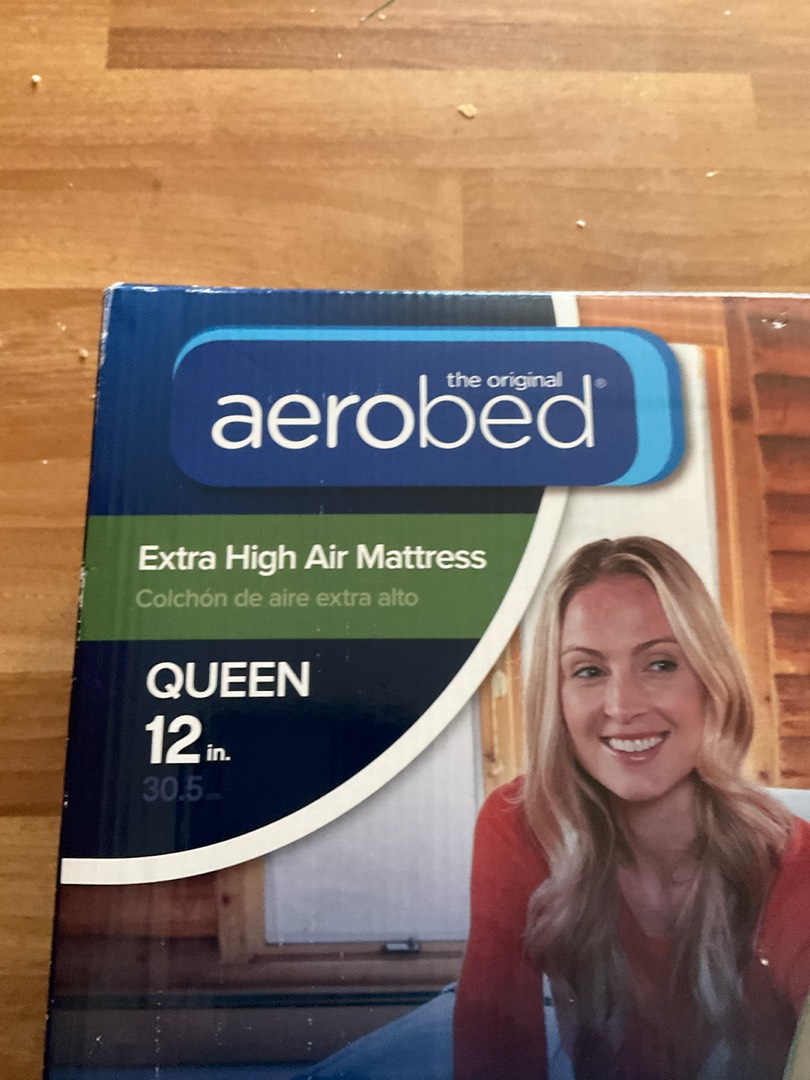 the original
aerobed®
Extra High Air Mattress
Colchón de aire extra alto
QUEEN
12 in.
30.5